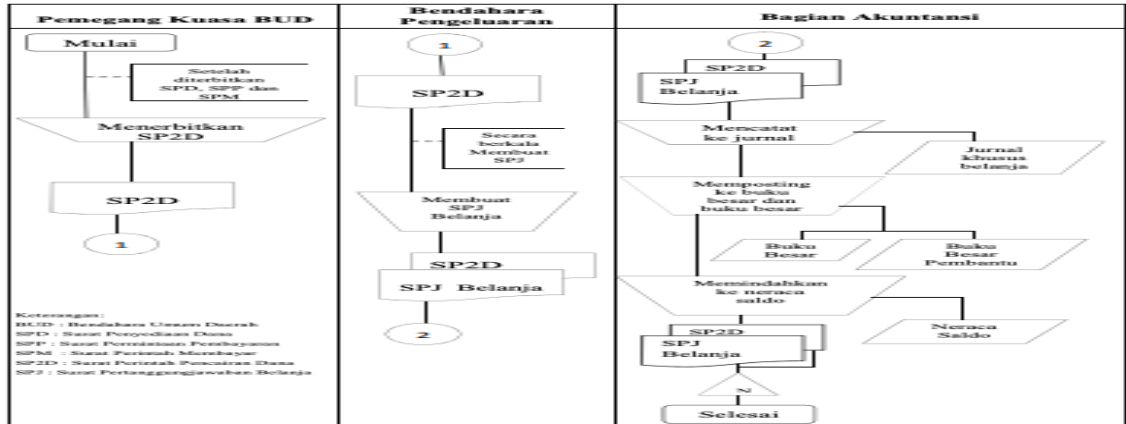 Pemegang Kuasa BUD
Mulai
Setelah
diterbitkan
SPD, SPP dan
SPM
Menerbitkan
SP2D
SP2D
1
Keterangan:
BUD : Bendahara Umum Daerah
SPD : Surat Penyediaan Dana
SPP : Surat Permintaan Pembayaran
SPM : Surat Perintah Membayar
SP2D : Surat Perintah Pencairan Dana
SPJ : Surat Pertanggungjawaban Belanja
Bendahara
Pengeluaran
1
SP2D
Secara
berkala
Membuat
SPJ
Membuat
SPJ
Belanja
SP2D
SPJ Belanja
2
Bagian Akuntansi
2
SP2D
SPJ
Belanja
Mencatat
ke jurnal
Jurnal
khusus
belanja
Memposting
ke buku
besar dan
buku besar
Buku
Besar
Buku
Besar
Pembantu
Memindahkan
ke neraca
saldo
Neraca
Saldo
SP2D
SPJ
Belanja
N
Selesai